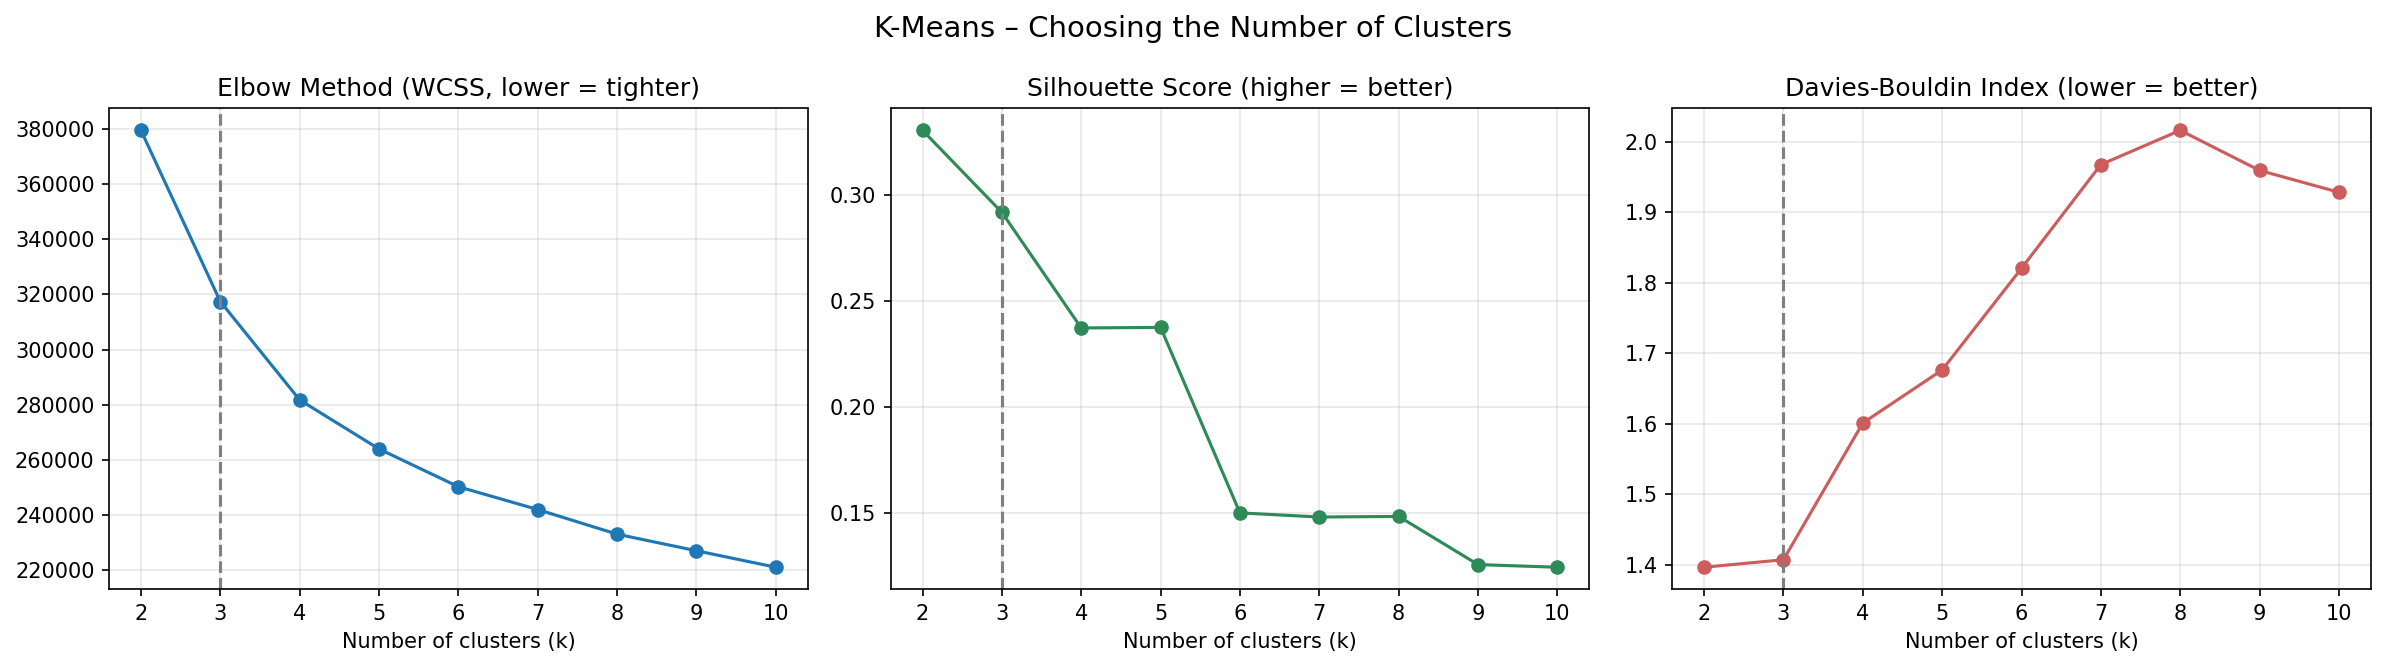 K-Means – Choosing the Number of Clusters
Elbow Method (WCSS, lower = tighter)
380000
360000
340000
320000
300000
280000
260000
240000
220000
2 3 4 5 6 7 8 9 10
Number of clusters (k)
Silhouette Score (higher = better)
0.30
0.25
0.20
0.15
2 3 4 5 6 7 8 9 10
Number of clusters (k)
Davies-Bouldin Index (lower = better)
2.0
1.9
1.8
1.7
1.6
1.5
1.4
2 3 4 5 6 7 8 9 10
Number of clusters (k)